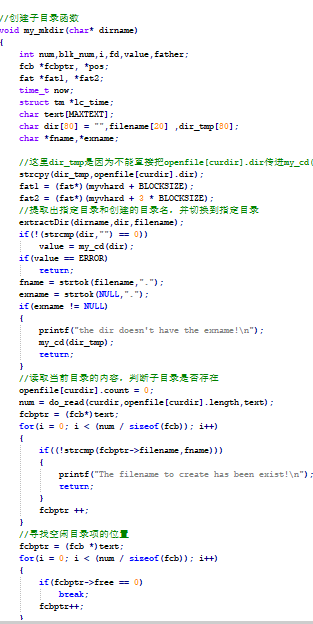 //创建子目录函数
void my_mkdir(char* dirname)
{
int num,blk_num,i,fd,value,father;
fcb *fcbptr, *pos;
fat *fat1, *fat2;
time_t now;
struct tm *lc_time;
char text[MAXTEXT];
char dir[80] = "",filename[20] ,dir_tmp[80];
char *fname,*exname;
//这里dir_tmp是因为不能直接把openfile[curdir].dir传进my_cd(
strcpy(dir_tmp,openfile[curdir].dir);
fat1 = (fat*)(myvhard + BLOCKSIZE);
fat2 = (fat*)(myvhard + 3 * BLOCKSIZE);
//提取出指定目录和创建的目录名，并切换到指定目录
extractDir(dirname,dir,filename);
if(!(strcmp(dir,"") == 0))
value = my_cd(dir);
if(value == ERROR)
return;
fname = strtok(filename,".");
exname = strtok(NULL,".");
if(exname != NULL)
{
printf("the dir doesn't have the exname!\n");
my_cd(dir_tmp);
return;
}
//读取当前目录的内容，判断子目录是否存在
openfile[curdir].count = 0;
num = do_read(curdir,openfile[curdir].length,text);
fcbptr = (fcb*)text;
for(i = 0; i < (num / sizeof(fcb)); i++)
{
if((!strcmp(fcbptr->filename,fname)))
{
printf("The filename to create has been exist!\n");
return;
}
fcbptr ++;
}
//寻找空闲目录项的位置
fcbptr = (fcb *)text;
for(i = 0; i < (num / sizeof(fcb)); i++)
{
if(fcbptr->free == 0)
break;
fcbptr++;
}